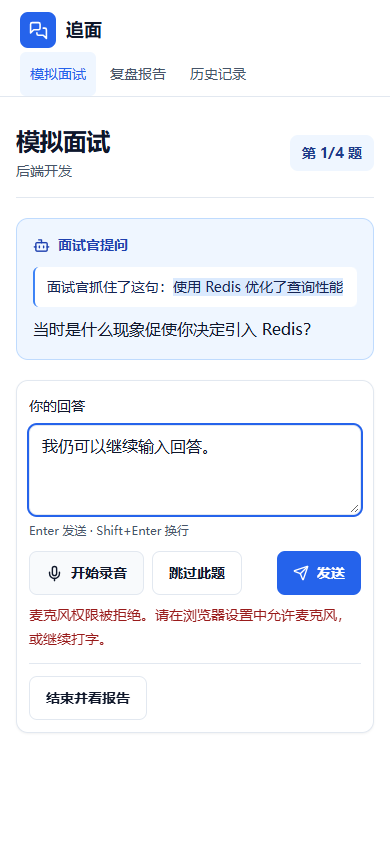 追面
模拟面试 复盘报告 历史记录
模拟面试
第 1/4 题
后端开发
面试官提问
面试官抓住了这句：使用 Redis 优化了查询性能
当时是什么现象促使你决定引入 Redis？
你的回答
我仍可以继续输入回答。
Enter 发送 · Shift+Enter 换行
开始录音 跳过此题 发送
麦克风权限被拒绝。请在浏览器设置中允许麦克风，
或继续打字。
结束并看报告